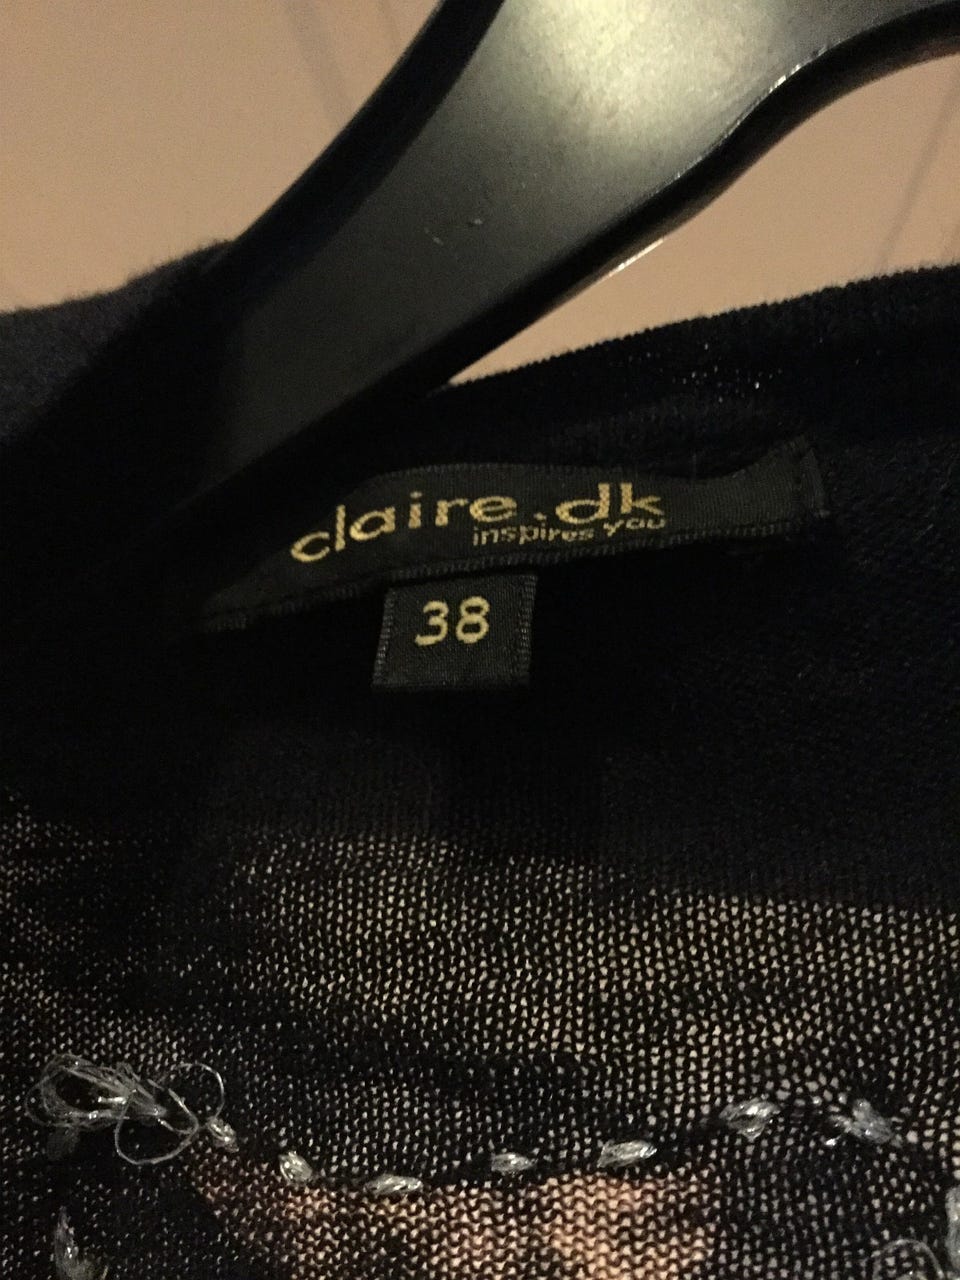 claire.dk
inspires you
38